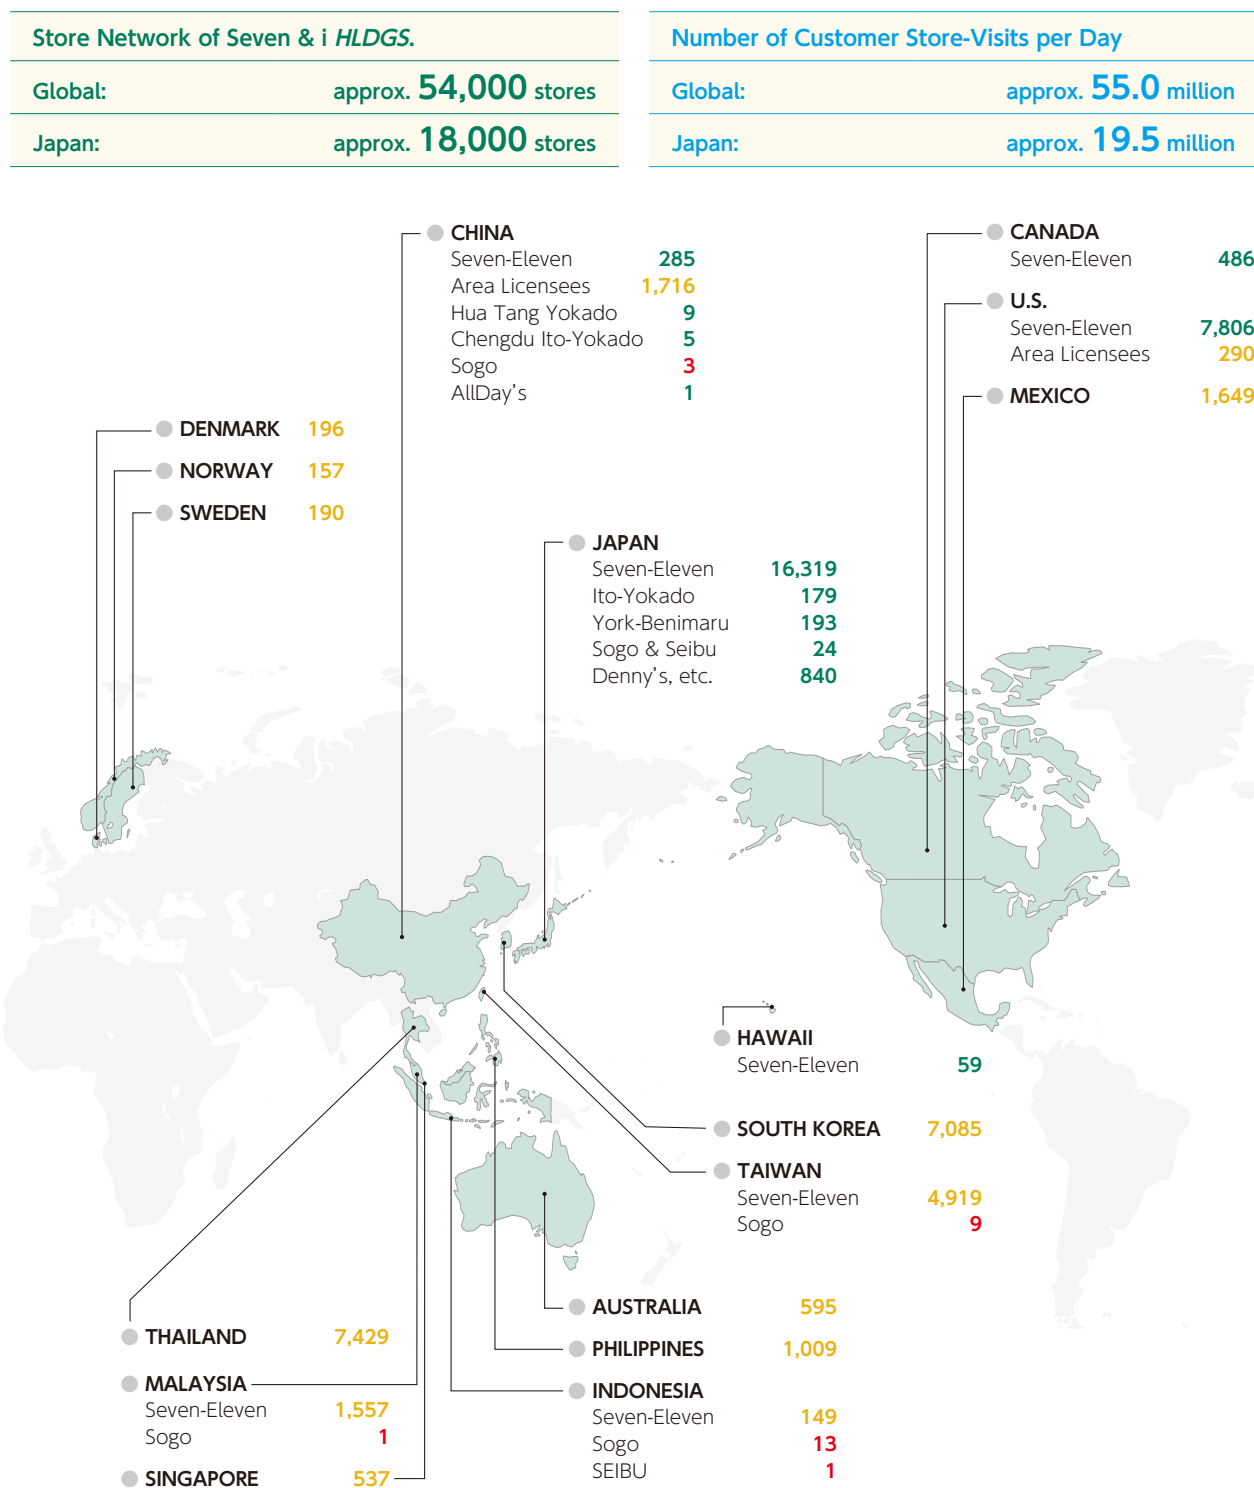 Store Network of Seven & i HLDGS.
Global: approx. 54,000 stores
Japan: approx. 18,000 stores
Number of Customer Store-Visits per Day
Global: approx. 55.0 million
Japan: approx. 19.5 million
CHINA
Seven-Eleven 285
Area Licensees 1,716
Hua Tang Yokado 9
Chengdu Ito-Yokado 5
Sogo 3
AllDay's 1
CANADA
Seven-Eleven 486
U.S.
Seven-Eleven 7,806
Area Licensees 290
MEXICO 1,649
DENMARK 196
NORWAY 157
SWEDEN 190
JAPAN
Seven-Eleven 16,319
Ito-Yokado 179
York-Benimaru 193
Sogo & Seibu 24
Denny's, etc. 840
HAWAII
Seven-Eleven 59
SOUTH KOREA 7,085
TAIWAN
Seven-Eleven 4,919
Sogo 9
THAILAND 7,429
MALAYSIA
Seven-Eleven 1,557
Sogo 1
SINGAPORE 537
AUSTRALIA 595
PHILIPPINES 1,009
INDONESIA
Seven-Eleven 149
Sogo 13
SEIBU 1